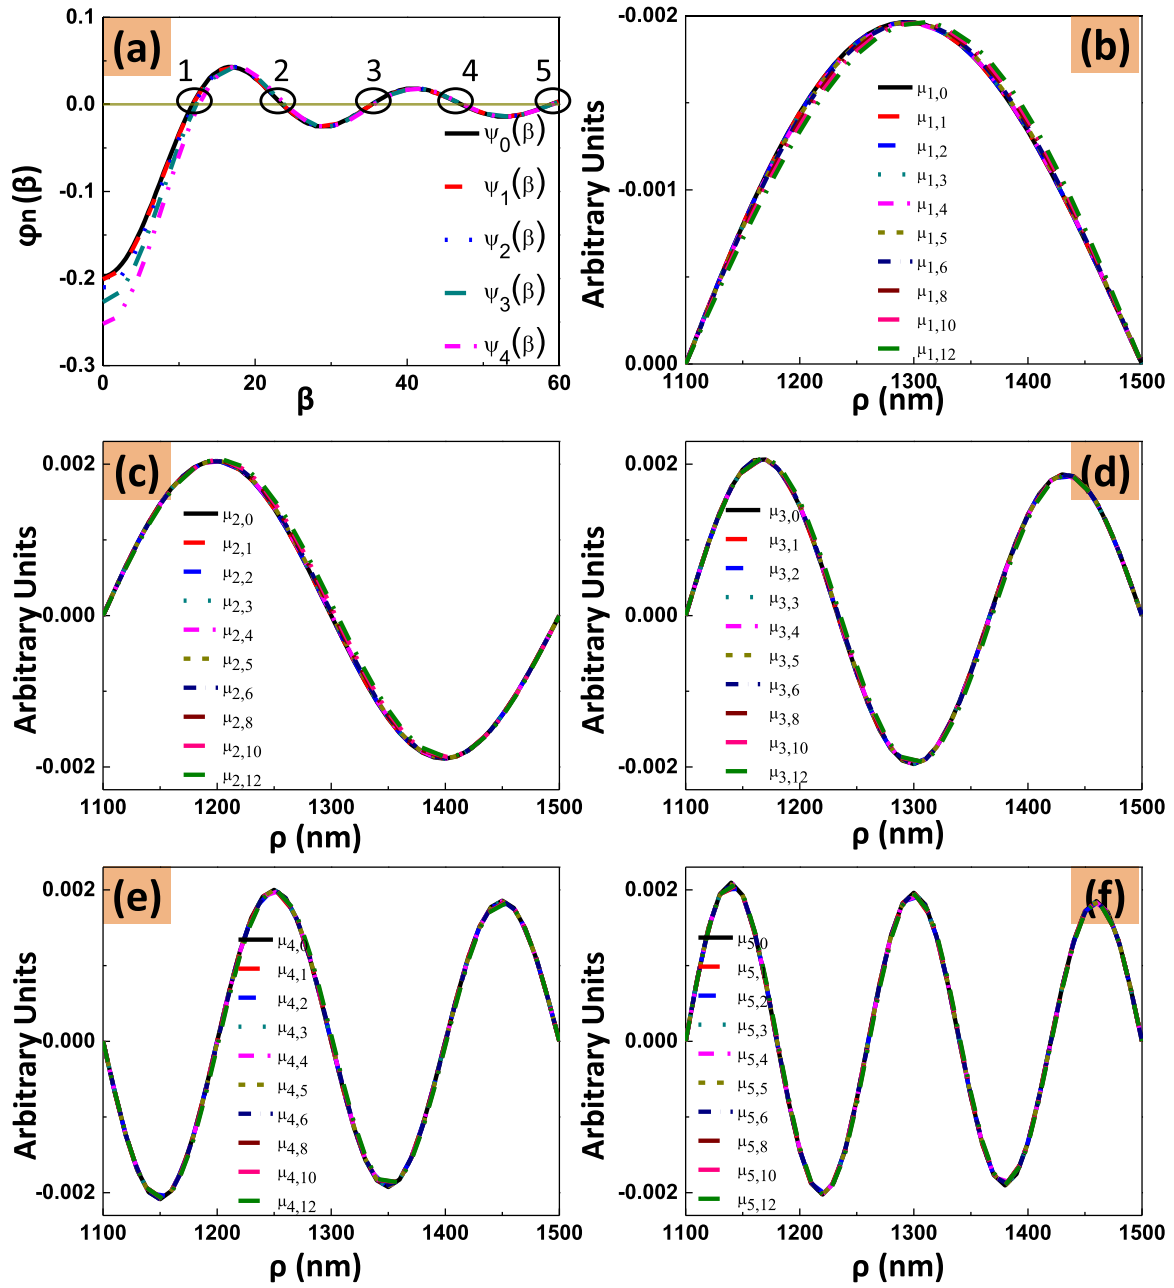 (a)
0.1
0.0
-0.1
-0.2
-0.3
φn(β)
1 2 3 4 5
ψ0(β)
ψ1(β)
ψ2(β)
ψ3(β)
ψ4(β)
0 20 40 60
β
(b)
-0.002
-0.001
0.000
Arbitrary Units
μ1,0
μ1,1
μ1,2
μ1,3
μ1,4
μ1,5
μ1,6
μ1,8
μ1,10
μ1,12
1100 1200 1300 1400 1500
ρ (nm)
(c)
0.002
0.000
-0.002
Arbitrary Units
μ2,0
μ2,1
μ2,2
μ2,3
μ2,4
μ2,5
μ2,6
μ2,8
μ2,10
μ2,12
1100 1200 1300 1400 1500
ρ (nm)
(d)
0.002
0.000
-0.002
Arbitrary Units
μ3,0
μ3,1
μ3,2
μ3,3
μ3,4
μ3,5
μ3,6
μ3,8
μ3,10
μ3,12
1100 1200 1300 1400 1500
ρ (nm)
(e)
0.002
0.000
-0.002
Arbitrary Units
μ4,0
μ4,1
μ4,2
μ4,3
μ4,4
μ4,5
μ4,6
μ4,8
μ4,10
μ4,12
1100 1200 1300 1400 1500
ρ (nm)
(f)
0.002
0.000
-0.002
Arbitrary Units
μ5,0
μ5,1
μ5,2
μ5,3
μ5,4
μ5,5
μ5,6
μ5,8
μ5,10
μ5,12
1100 1200 1300 1400 1500
ρ (nm)